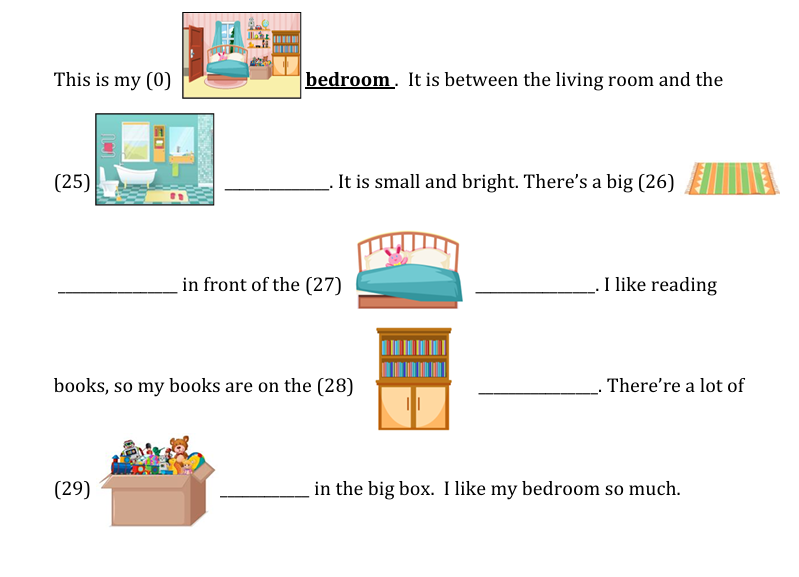 This is my (0) bedroom . It is between the living room and the
(25) ______________. It is small and bright. There's a big (26)
________________ in front of the (27) ________________. I like reading
books, so my books are on the (28) ________________. There're a lot of
(29) ____________ in the big box. I like my bedroom so much.